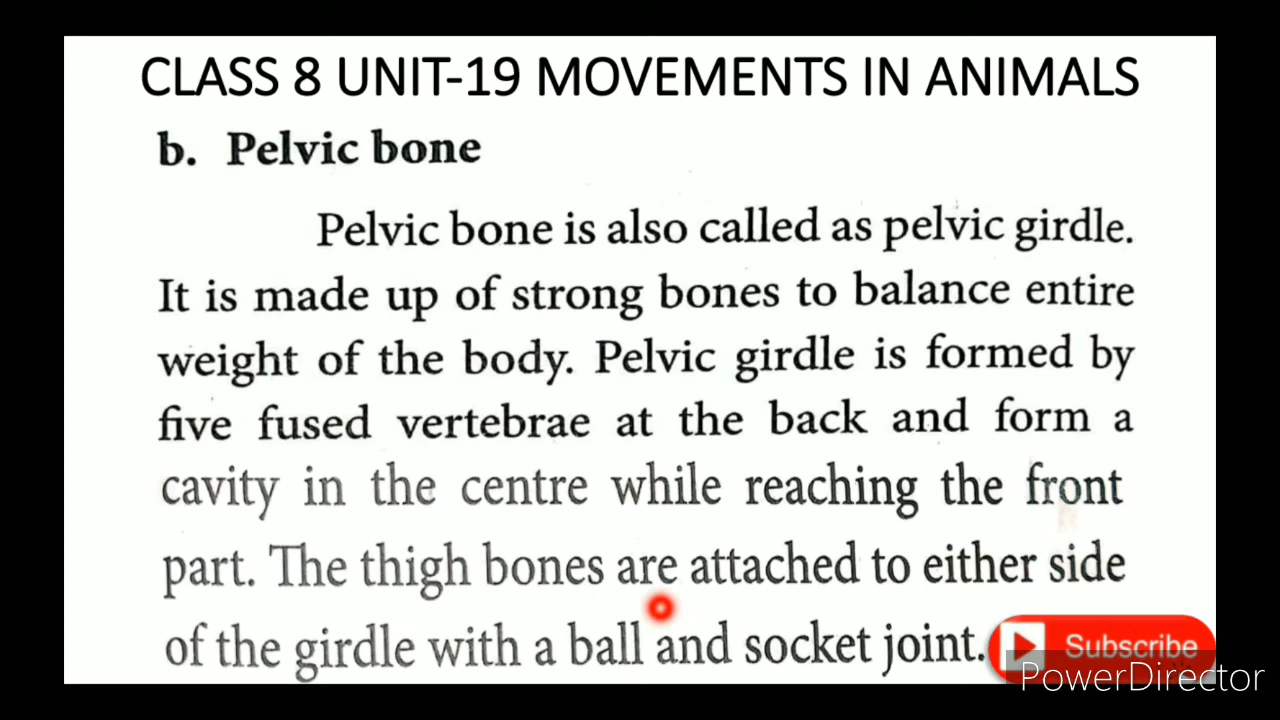 CLASS 8 UNIT-19 MOVEMENTS IN ANIMALS
b. Pelvic bone
Pelvic bone is also called as pelvic girdle.
It is made up of strong bones to balance entire
weight of the body. Pelvic girdle is formed by
five fused vertebrae at the back and form a
cavity in the centre while reaching the front
part. The thigh bones are attached to either side
of the girdle with a ball and socket joint.
Subscribe
PowerDirector